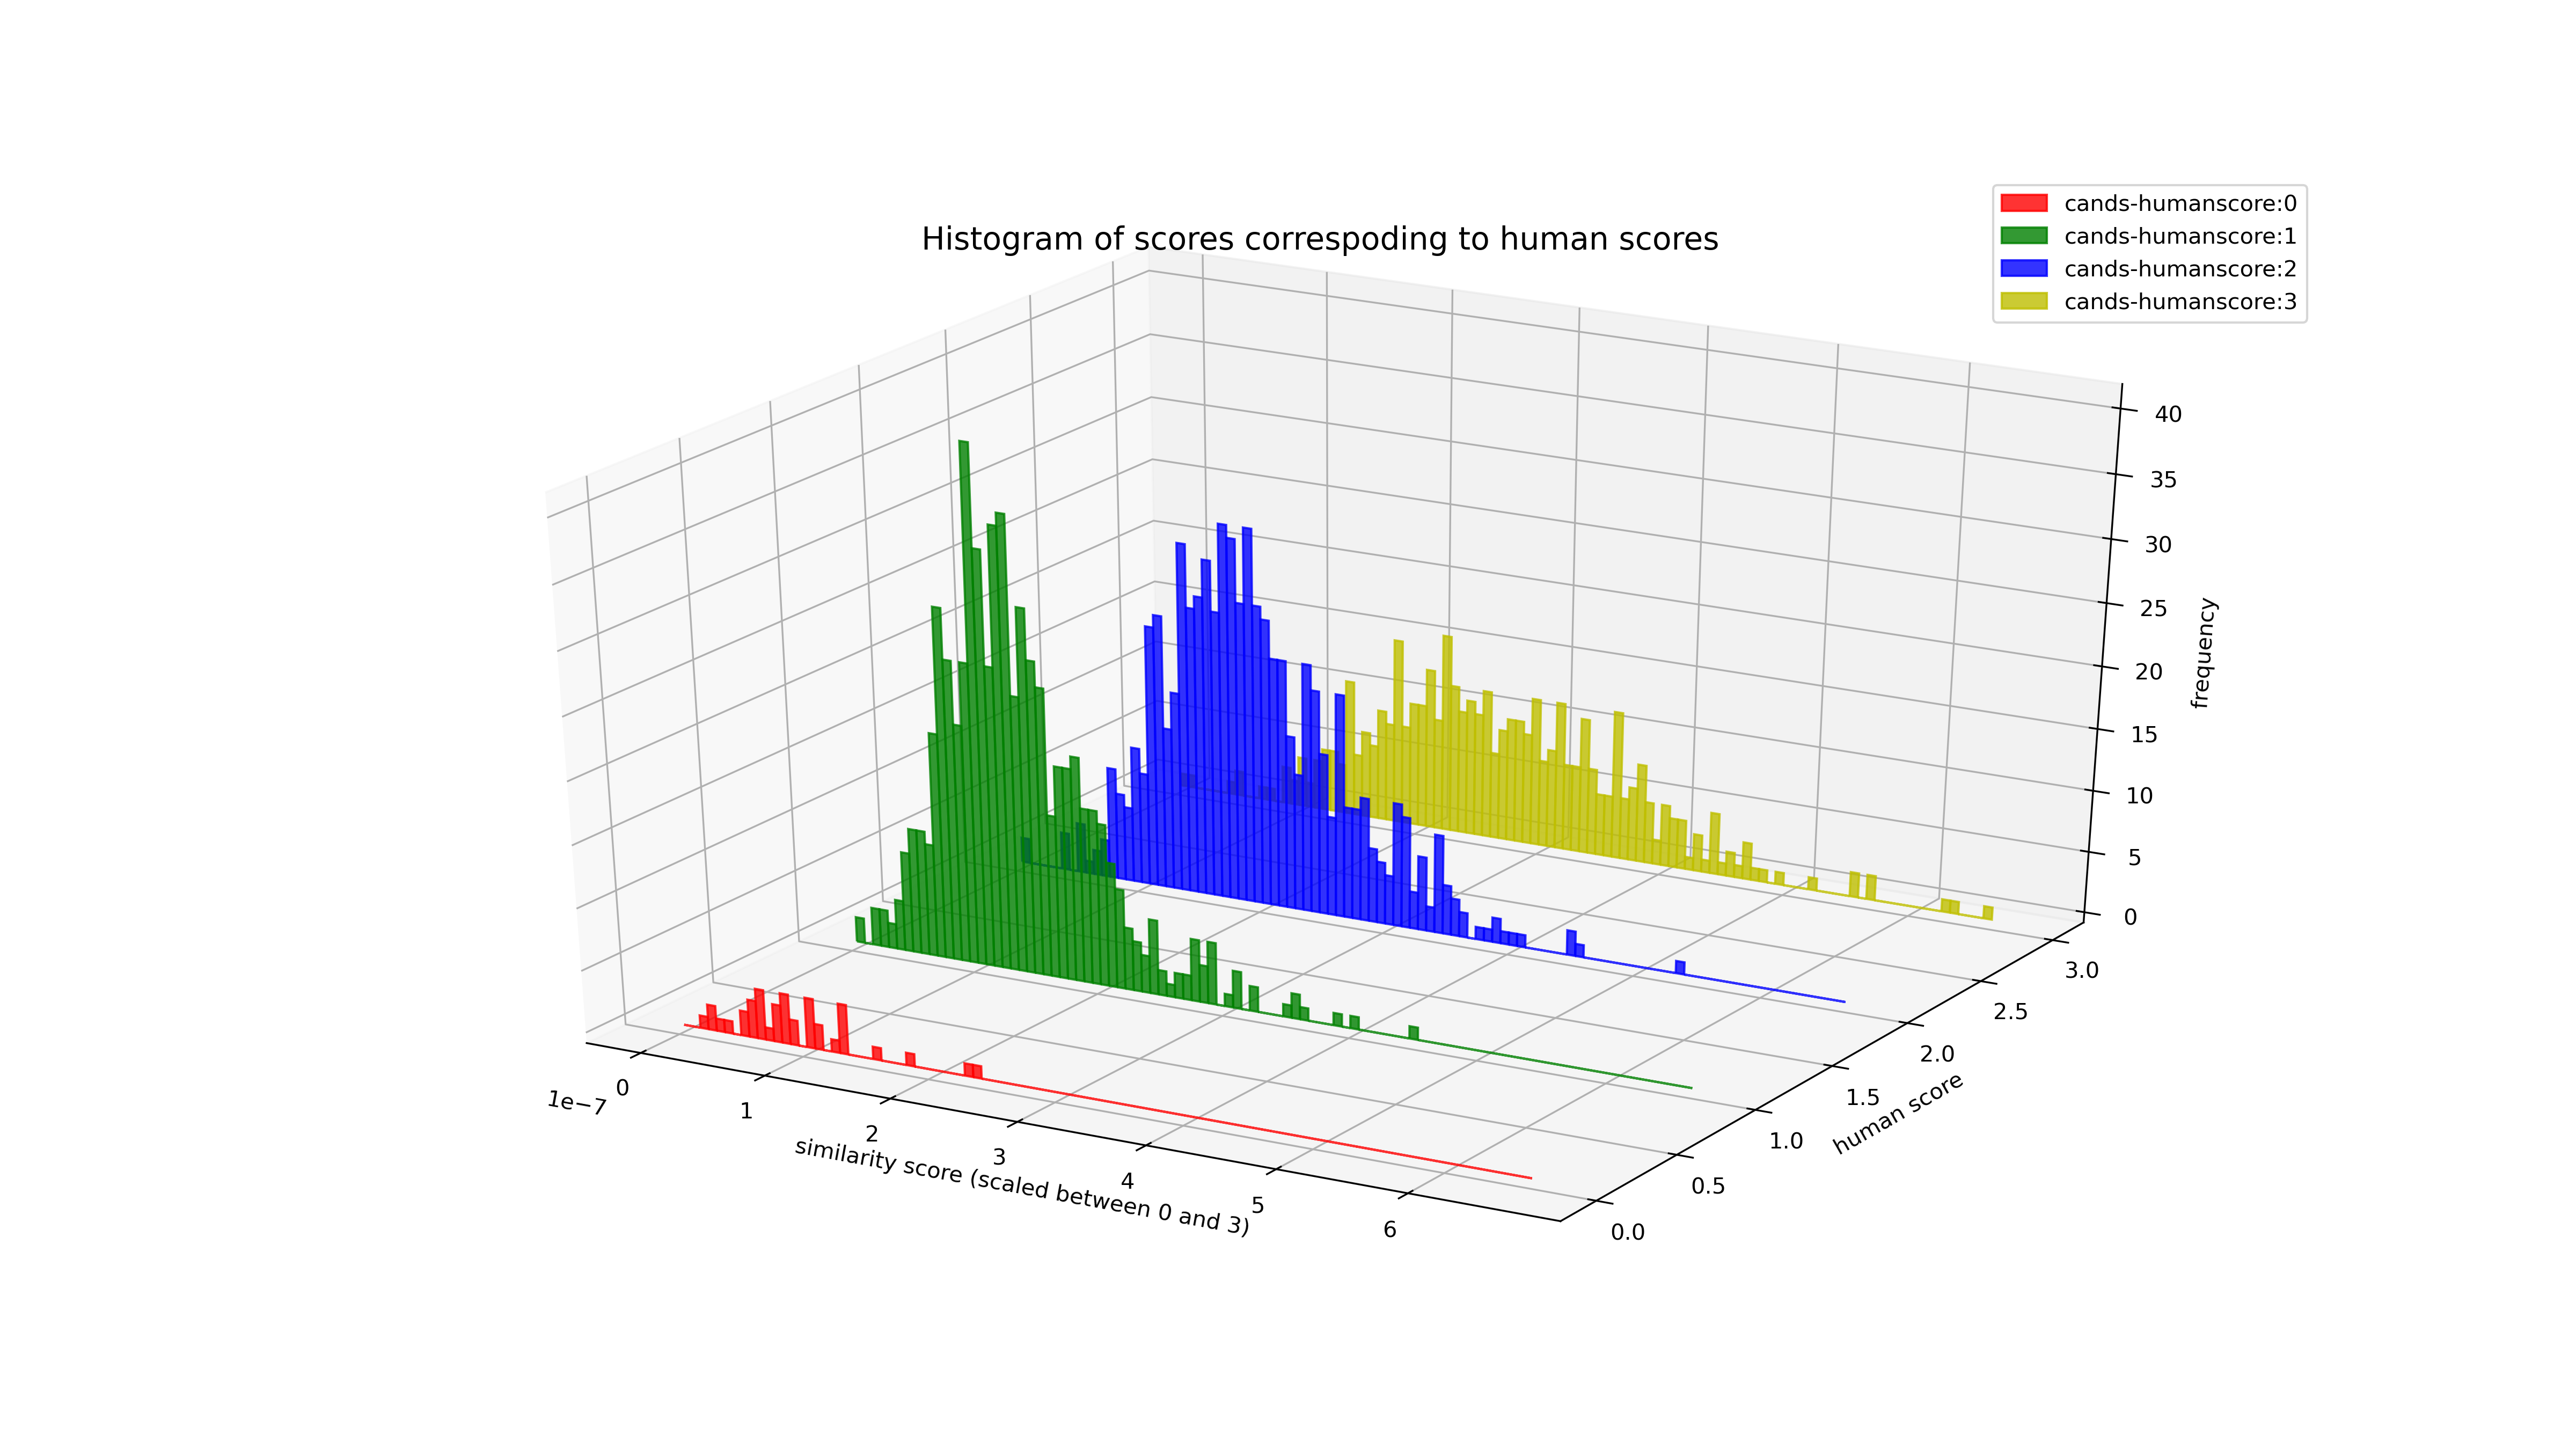 Histogram of scores correspoding to human scores
cands-humanscore:0
cands-humanscore:1
cands-humanscore:2
cands-humanscore:3
40
35
30
25
20
15
10
5
0
frequency
3.0
2.5
2.0
1.5
1.0
0.5
0.0
human score
1e−7
0
1
2
3
4
5
6
similarity score (scaled between 0 and 3)